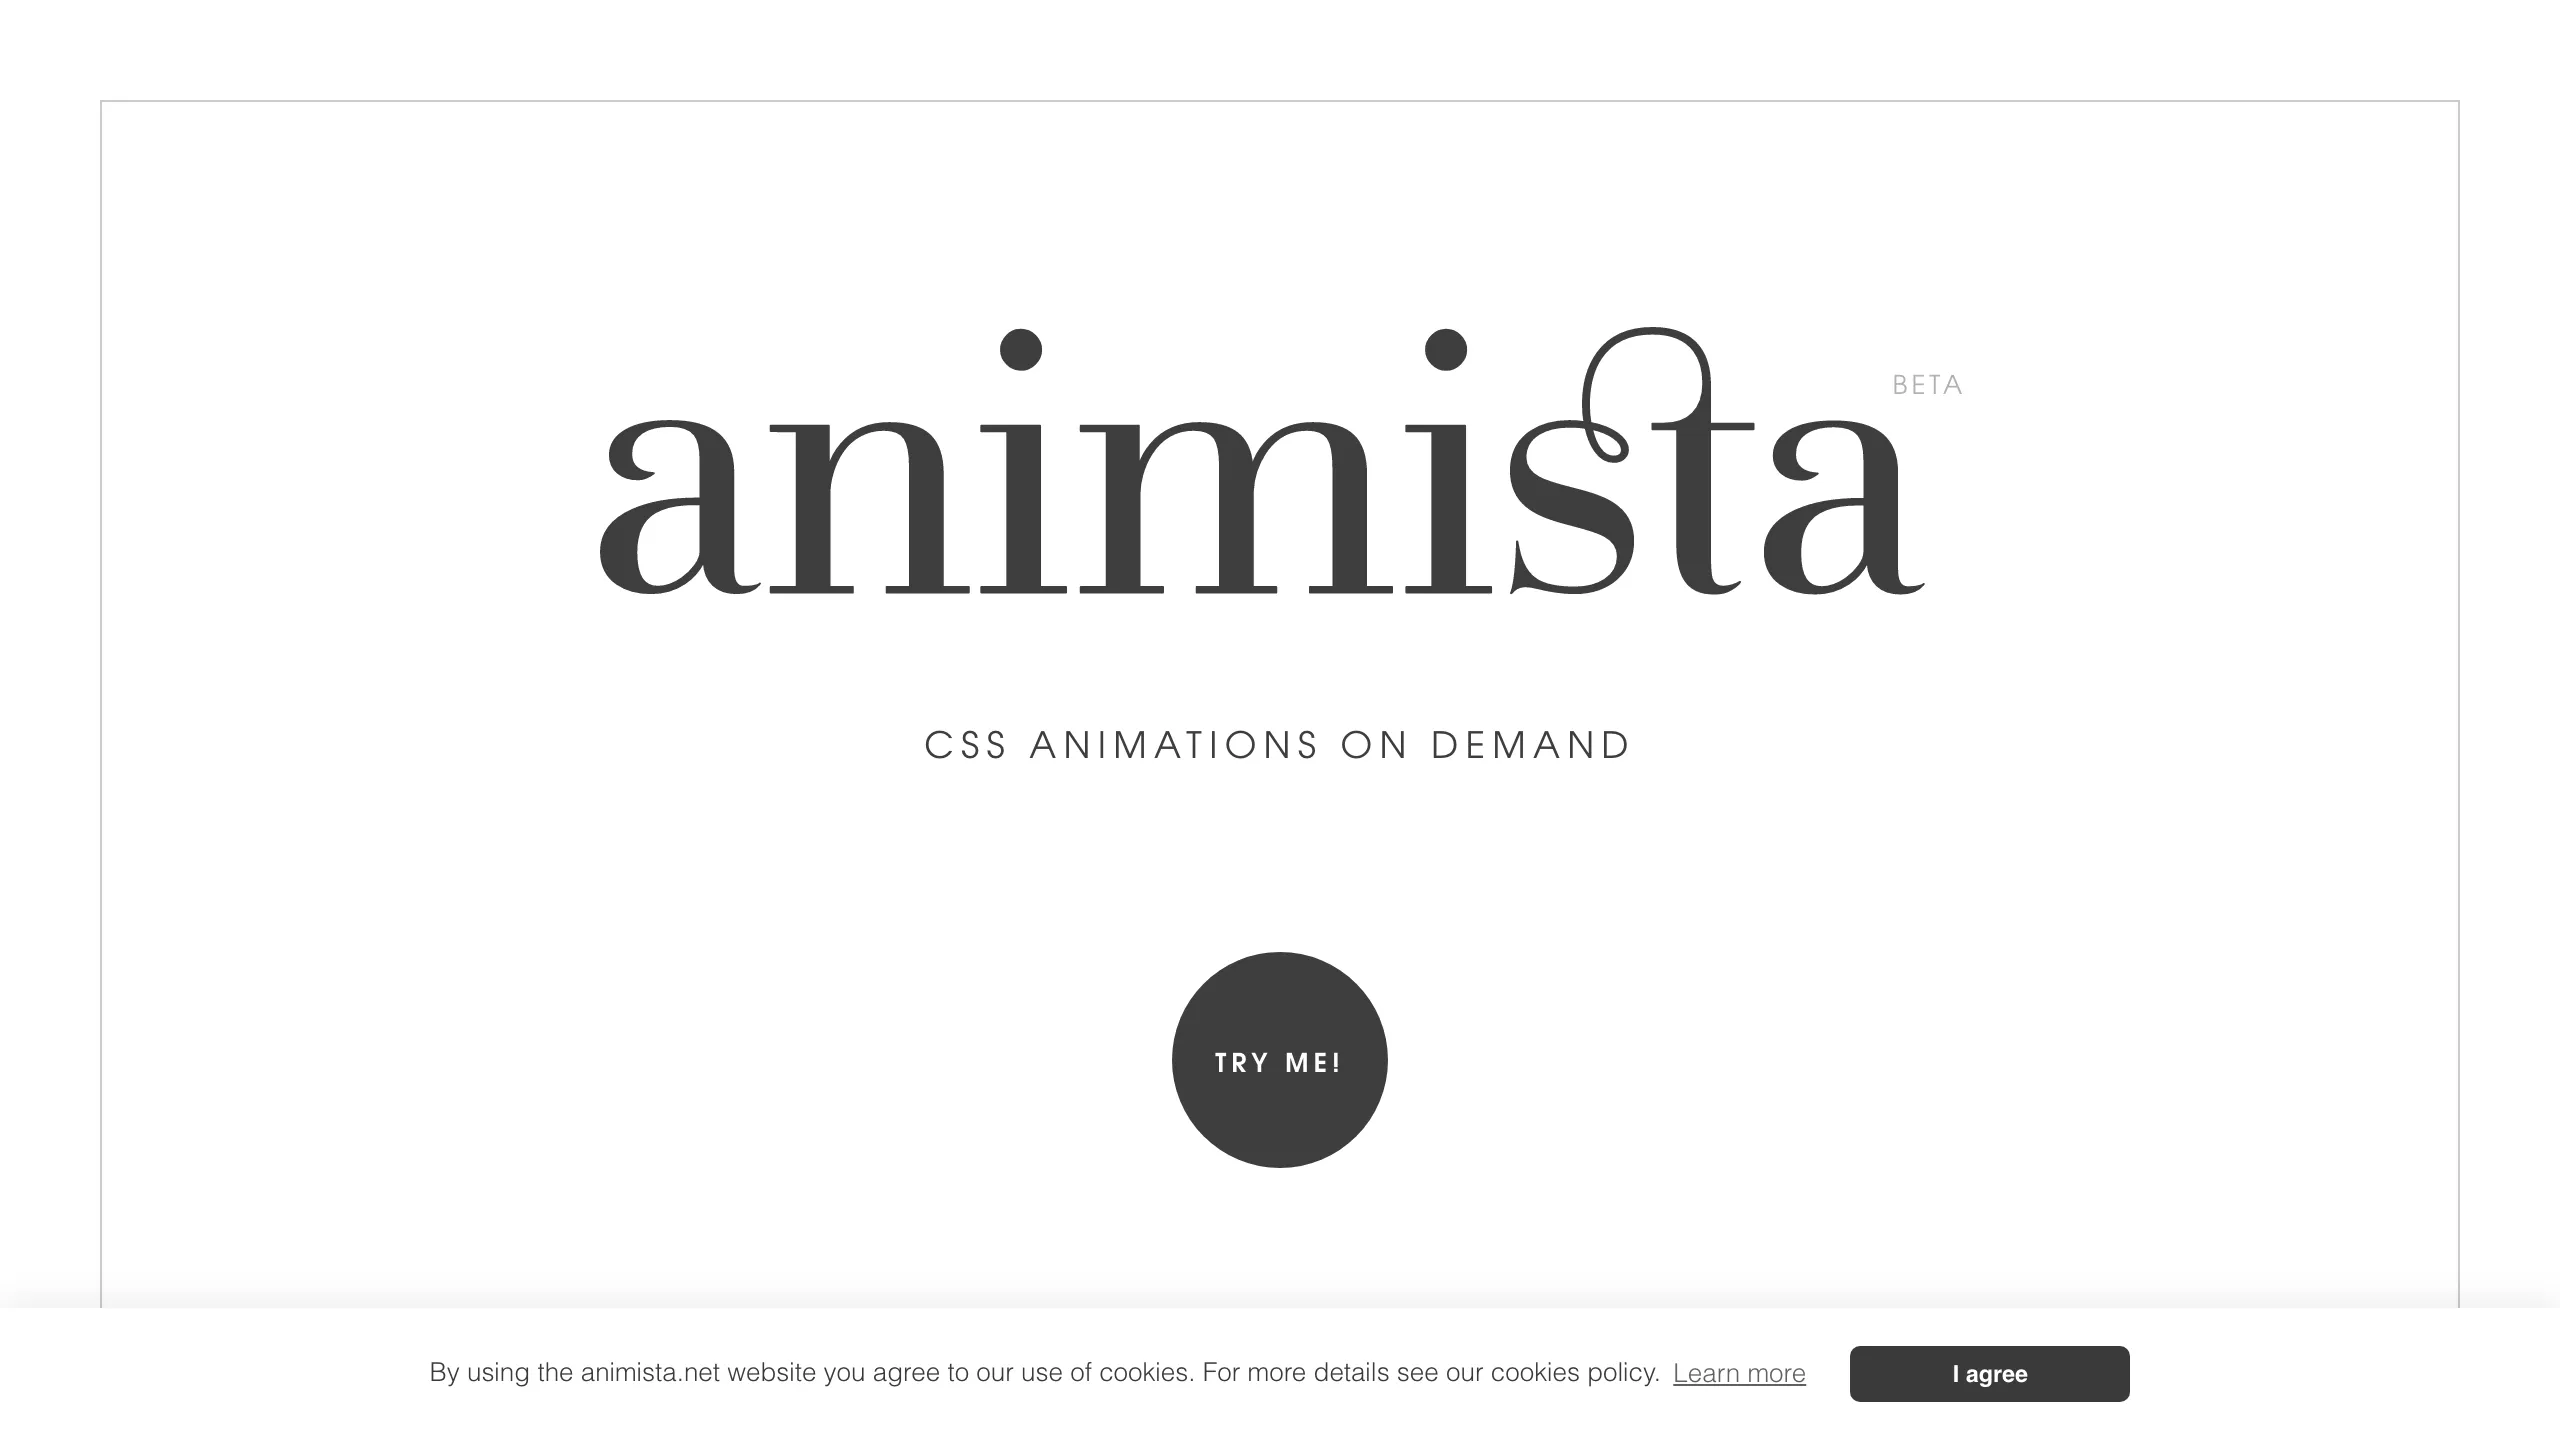 animista
BETA
CSS ANIMATIONS ON DEMAND
TRY ME!
By using the animista.net website you agree to our use of cookies. For more details see our cookies policy. Learn more
I agree